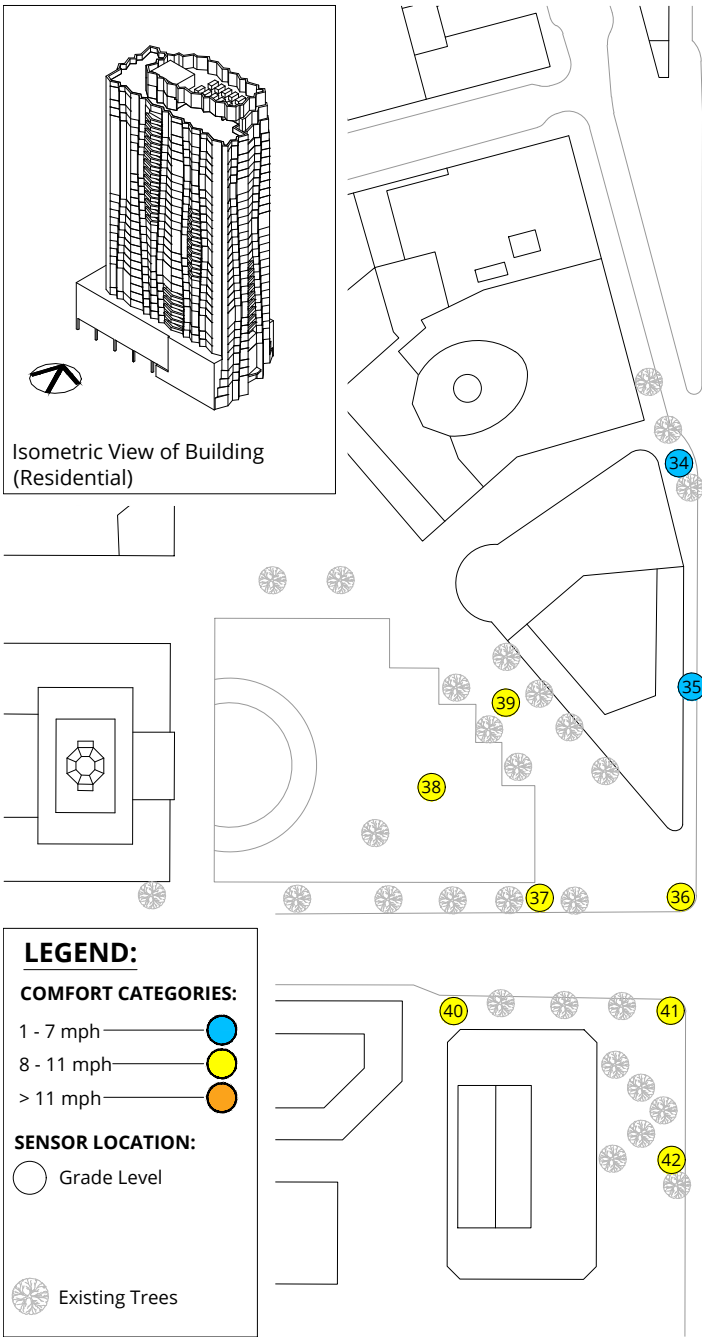 Isometric View of Building
(Residential)
34
35
39
38
37
36
40
41
42
LEGEND:
COMFORT CATEGORIES:
1 - 7 mph
8 - 11 mph
> 11 mph
SENSOR LOCATION:
Grade Level
Existing Trees